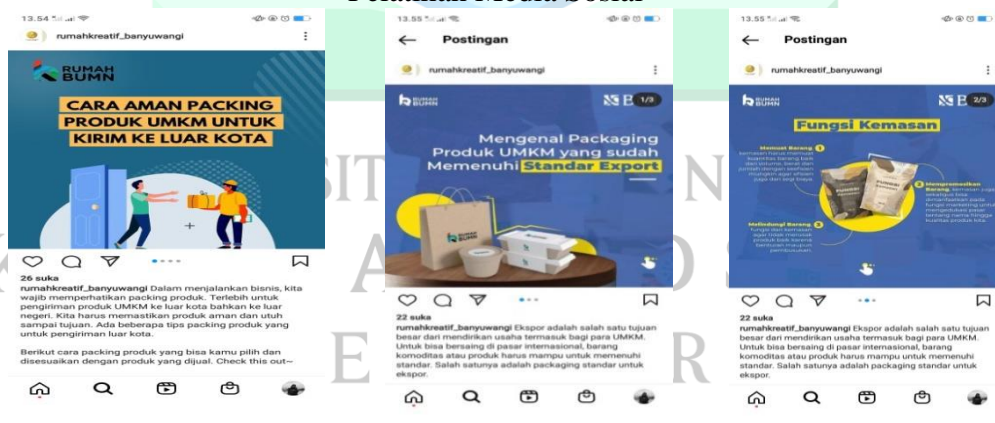 Pelatihan Media Sosial
13.54
rumahkreatif_banyuwangi
RUMAH
BUMN
CARA AMAN PACKING
PRODUK UMKM UNTUK
KIRIM KE LUAR KOTA
26 suka
rumahkreatif_banyuwangi Dalam menjalankan bisnis, kita
wajib memperhatikan packing produk. Terlebih untuk
pengiriman produk UMKM ke luar kota bahkan ke luar
negeri. Kita harus memastikan produk aman dan utuh
sampai tujuan. Ada beberapa tips packing produk yang
untuk pengiriman luar kota.
Berikut cara packing produk yang bisa kamu pilih dan
disesuaikan dengan produk yang dijual. Check this out~
13.55
Postingan
rumahkreatif_banyuwangi
RUMAH
BUMN
1/3
Mengenal Packaging
Produk UMKM yang sudah
Memenuhi Standar Export
22 suka
rumahkreatif_banyuwangi Ekspor adalah salah satu tujuan
besar dari mendirikan usaha termasuk bagi para UMKM.
Untuk bisa bersaing di pasar internasional, barang
komoditas atau produk harus mampu untuk memenuhi
standar. Salah satunya adalah packaging standar untuk
ekspor.
13.55
Postingan
rumahkreatif_banyuwangi
RUMAH
BUMN
2/3
Fungsi Kemasan
Memuat Barang 1
2 Mempromosikan
Barang,
Melindungi Barang 3
22 suka
rumahkreatif_banyuwangi Ekspor adalah salah satu tujuan
besar dari mendirikan usaha termasuk bagi para UMKM.
Untuk bisa bersaing di pasar internasional, barang
komoditas atau produk harus mampu untuk memenuhi
standar. Salah satunya adalah packaging standar untuk
ekspor.